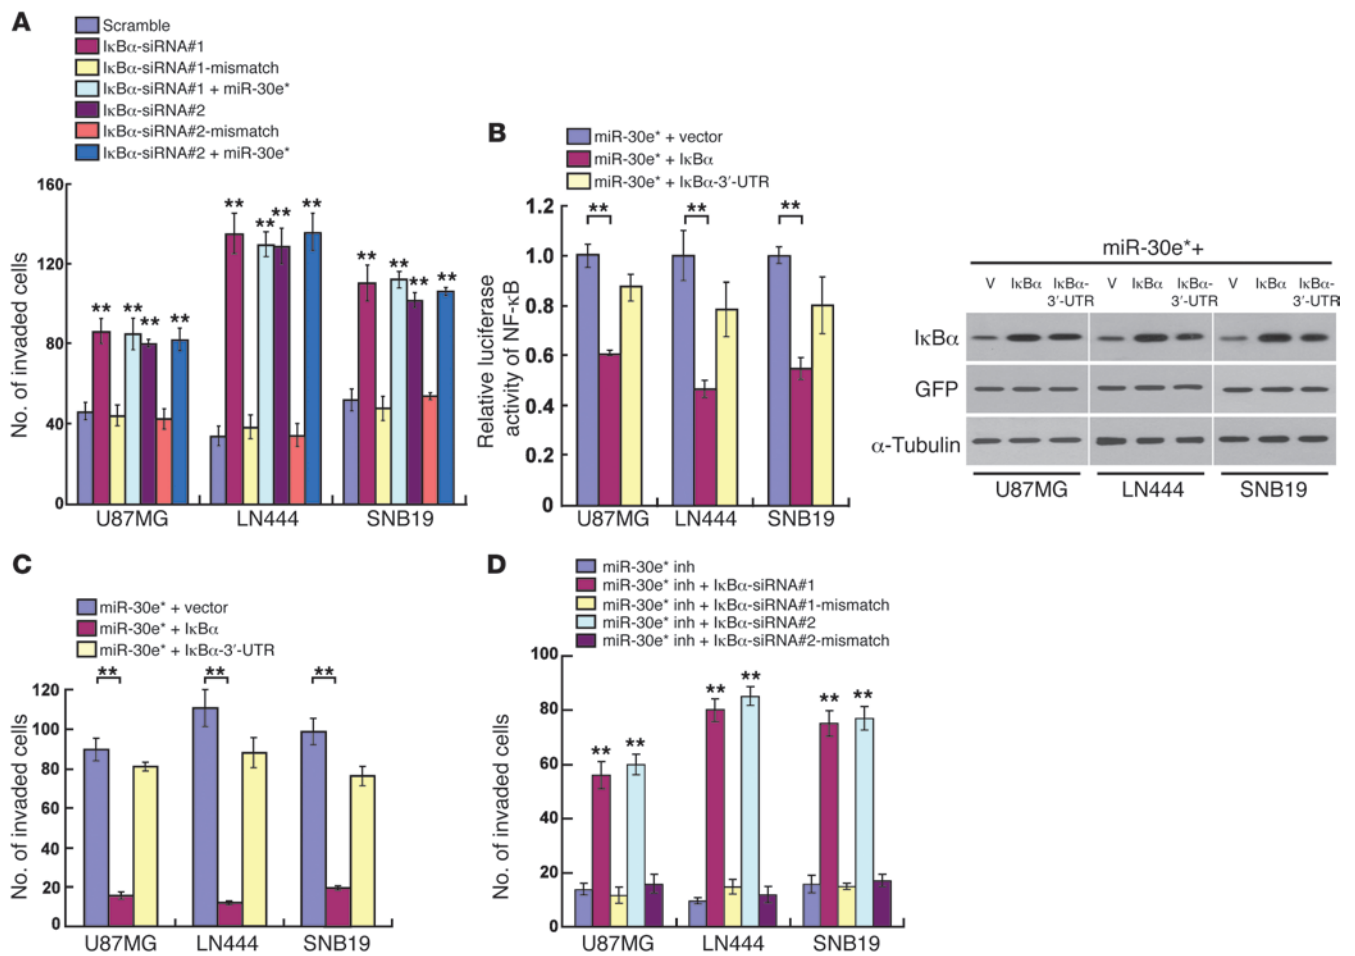 A
Scramble
IκBα-siRNA#1
IκBα-siRNA#1-mismatch
IκBα-siRNA#1 + miR-30e*
IκBα-siRNA#2
IκBα-siRNA#2-mismatch
IκBα-siRNA#2 + miR-30e*
No. of invaded cells
160
120
80
40
0
** ** ** **
** ** ** **
** ** ** **
U87MG LN444 SNB19
B
miR-30e* + vector
miR-30e* + IκBα
miR-30e* + IκBα-3′-UTR
Relative luciferase
activity of NF-κB
1.2
1.0
0.8
0.6
0.4
0.2
0
** ** **
U87MG LN444 SNB19
miR-30e*+
V IκBα IκBα-3′-UTR V IκBα IκBα-3′-UTR V IκBα IκBα-3′-UTR
IκBα
GFP
α-Tubulin
U87MG LN444 SNB19
C
miR-30e* + vector
miR-30e* + IκBα
miR-30e* + IκBα-3′-UTR
No. of invaded cells
120
100
80
60
40
20
0
** ** **
U87MG LN444 SNB19
D
miR-30e* inh
miR-30e* inh + IκBα-siRNA#1
miR-30e* inh + IκBα-siRNA#1-mismatch
miR-30e* inh + IκBα-siRNA#2
miR-30e* inh + IκBα-siRNA#2-mismatch
No. of invaded cells
100
80
60
40
20
0
** ** ** ** ** **
U87MG LN444 SNB19